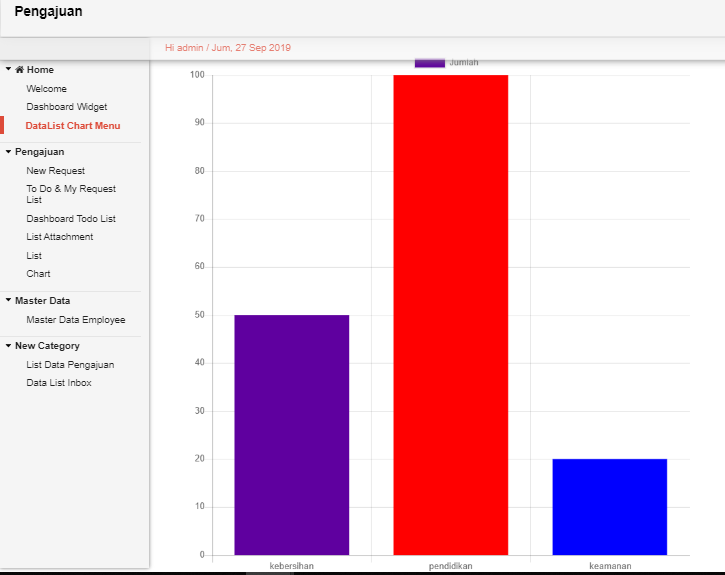 Pengajuan
Hi admin / Jum, 27 Sep 2019
Home
Welcome
Dashboard Widget
DataList Chart Menu
Pengajuan
New Request
To Do & My Request
List
Dashboard Todo List
List Attachment
List
Chart
Master Data
Master Data Employee
New Category
List Data Pengajuan
Data List Inbox
Jumlah
100
90
80
70
60
50
40
30
20
10
0
kebersihan
pendidikan
keamanan